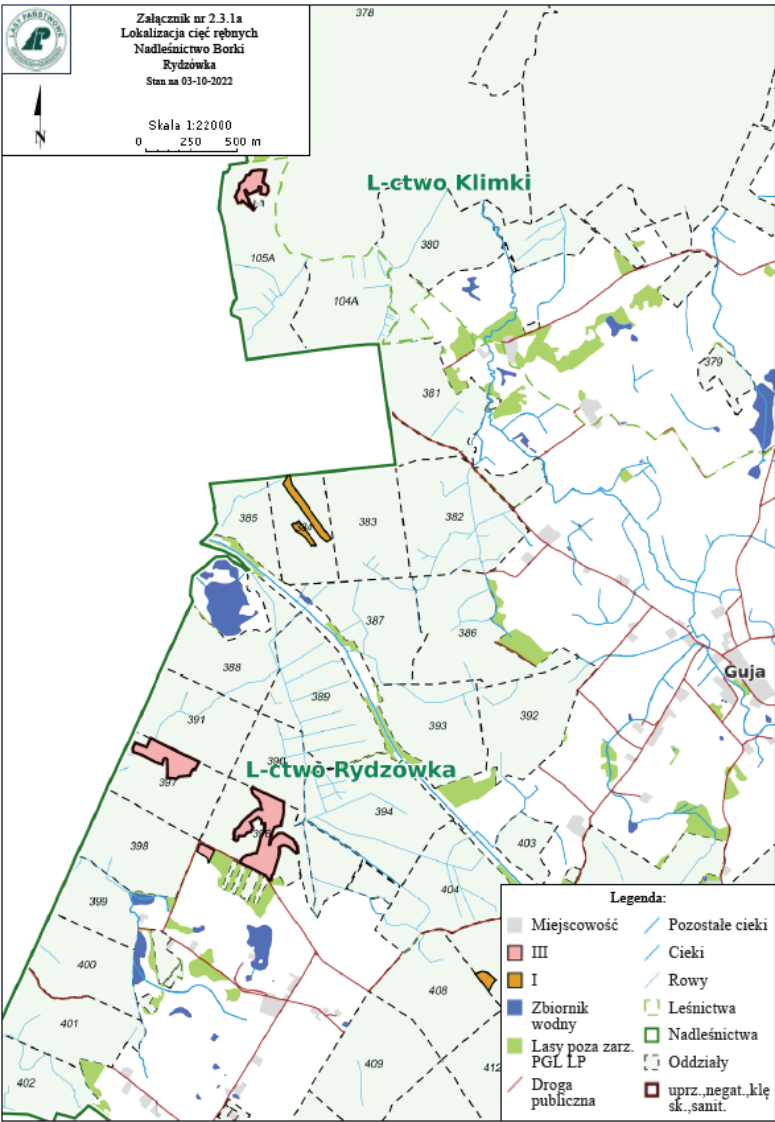 Załącznik nr 2.3.1a
Lokalizacja cięć rębnych
Nadleśnictwo Borki
Rydzówka
Stan na 03-10-2022
LASY PAŃSTWOWE
N
Skala 1:22000
0 250 500 m
378
L-ctwo Klimki
380
105A
104A
379
381
385
383
382
387
386
388
389
Guja
391
393
392
390
L-ctwo Rydzówka
397
394
396
398
403
404
399
400
408
401
409
412
402
Legenda:
Miejscowość
III
I
Zbiornik
wodny
Lasy poza zarz.
PGL LP
Droga
publiczna
Pozostałe cieki
Cieki
Rowy
Leśnictwa
Nadleśnictwa
Oddziały
uprz.,negat.,klę
sk.,sanit.